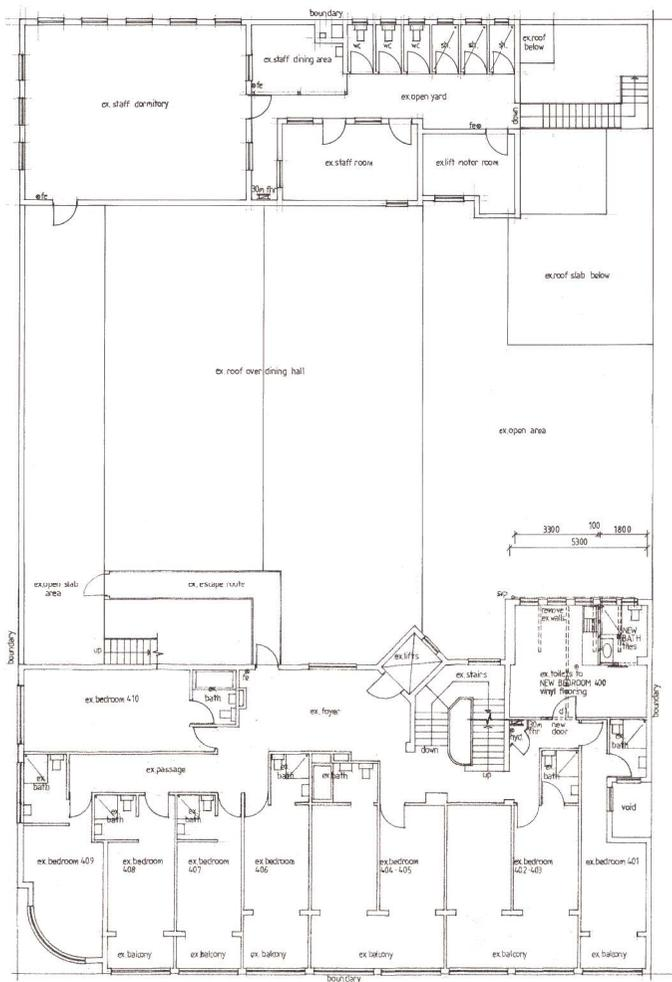 boundary
wc
wc
wc
sh.
sh.
sh.
ex.roof
below
ex.staff dining area
fe
ex.staff dormitory
ex.open yard
down
fe
ex.staff room
ex.lift motor room
30m fhr
fe
ex.roof slab below
ex.roof over dining hall
ex.open area
3300
100
1800
5300
ex.open slab
area
ex.escape route
boundary
boundary
up
remove
ex.walls
NEW
BATH
tiles
ex.lifts
ex.stairs
ex.toilets to
NEW BEDROOM 400
vinyl flooring
ex.bedroom 410
ex.
bath
fe
ex.foyer
down
up
hyd.
30m
fhr
new
door
ex.
bath
ex.passage
ex.
bath
ex.
bath
ex.bath
ex.
bath
ex.
bath
ex.
bath
void
ex.bedroom 409
ex.bedroom
408
ex.bedroom
407
ex.bedroom
406
ex.bedroom
404-405
ex.bedroom
402-403
ex.bedroom 401
ex.balcony
ex.balcony
ex.balcony
ex.balcony
ex.balcony
ex.balcony
boundary